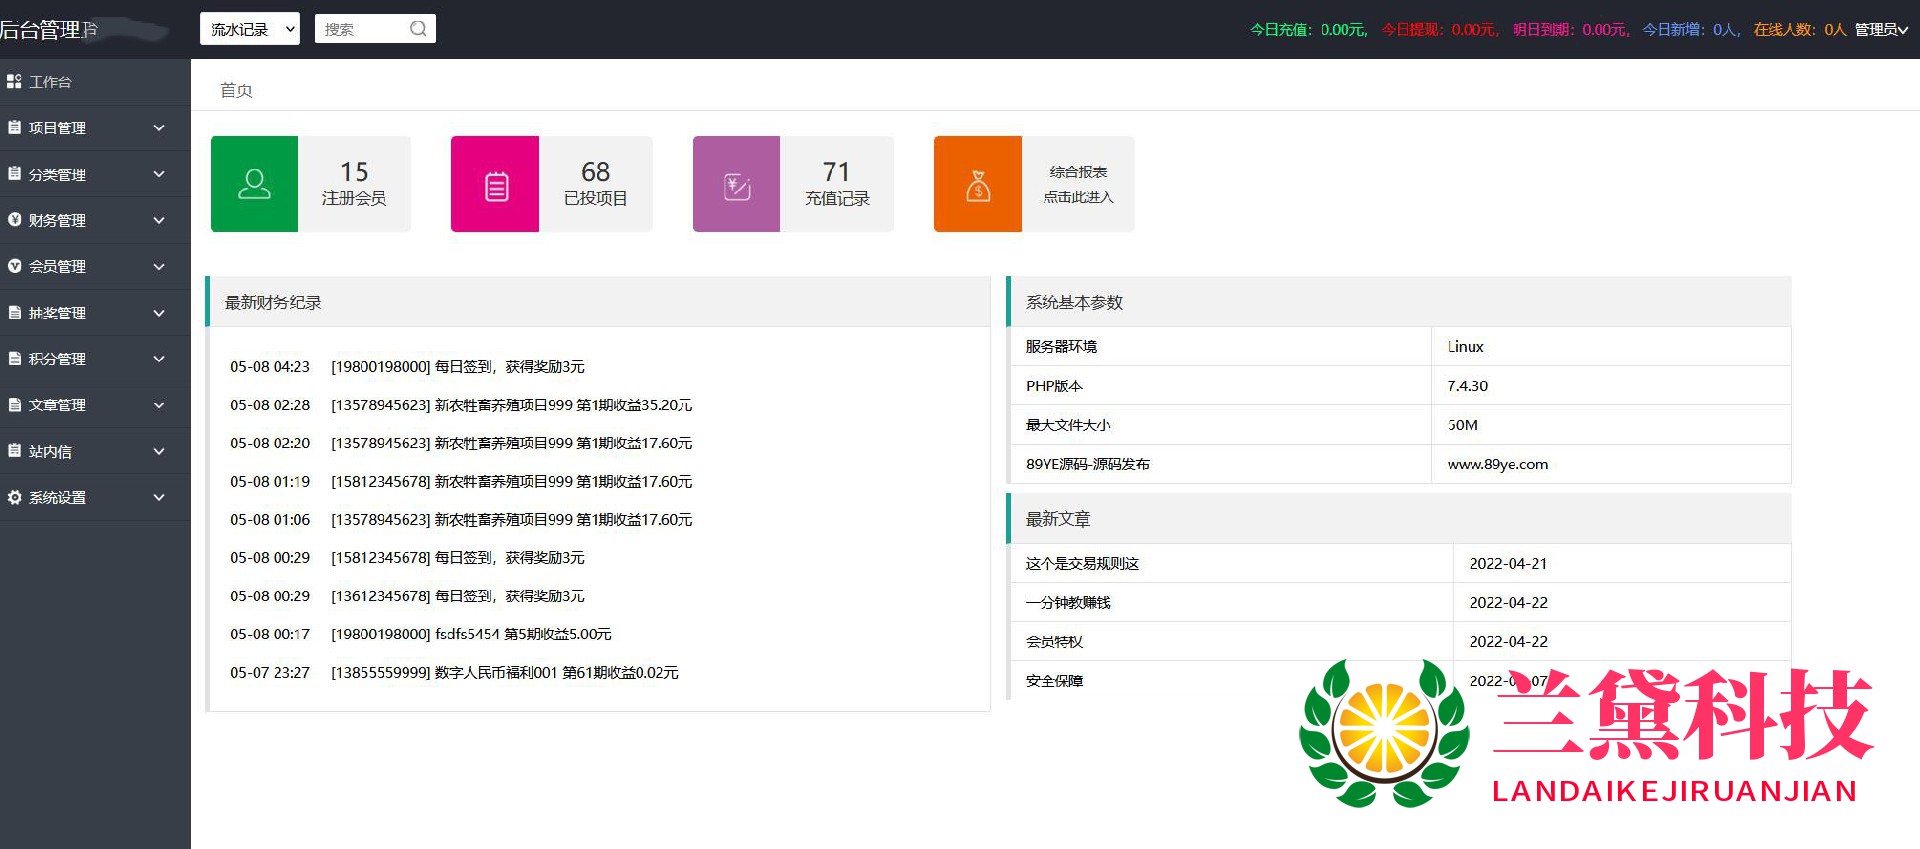 后台管理
流水记录
搜索
今日充值：0.00元， 今日提现：0.00元， 明日到期：0.00元， 今日新增：0人， 在线人数：0人 管理员
工作台
项目管理
分类管理
财务管理
会员管理
抽奖管理
积分管理
文章管理
站内信
系统设置
首页
15
注册会员
68
已投项目
71
充值记录
综合报表
点击此进入
最新财务纪录
05-08 04:23 [19800198000] 每日签到，获得奖励3元
05-08 02:28 [13578945623] 新农牲畜养殖项目999 第1期收益35.20元
05-08 02:20 [13578945623] 新农牲畜养殖项目999 第1期收益17.60元
05-08 01:19 [15812345678] 新农牲畜养殖项目999 第1期收益17.60元
05-08 01:06 [13578945623] 新农牲畜养殖项目999 第1期收益17.60元
05-08 00:29 [15812345678] 每日签到，获得奖励3元
05-08 00:29 [13612345678] 每日签到，获得奖励3元
05-08 00:17 [19800198000] fsdfs5454 第5期收益5.00元
05-07 23:27 [13855559999] 数字人民币福利001 第61期收益0.02元
系统基本参数
服务器环境 Linux
PHP版本 7.4.30
最大文件大小 50M
89YE源码-源码发布 www.89ye.com
最新文章
这个是交易规则这 2022-04-21
一分钟教赚钱 2022-04-22
会员特权 2022-04-22
安全保障
兰黛科技
LANDAIKEJIRUANJIAN